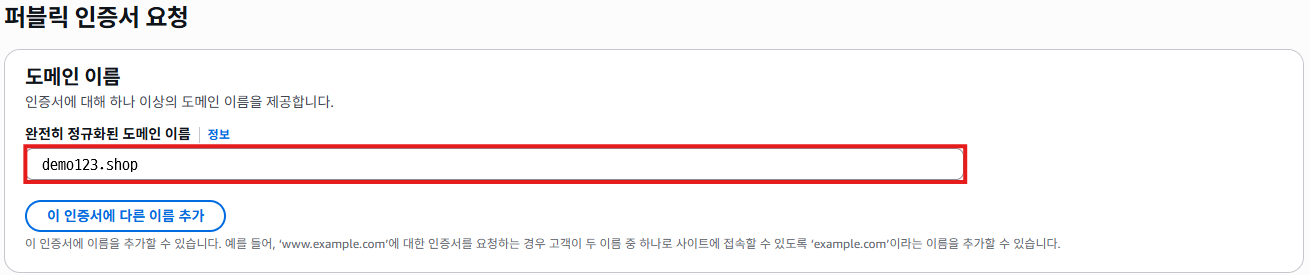 퍼블릭 인증서 요청
도메인 이름
인증서에 대해 하나 이상의 도메인 이름을 제공합니다.
완전히 정규화된 도메인 이름 | 정보
demo123.shop
이 인증서에 다른 이름 추가
이 인증서에 이름을 추가할 수 있습니다. 예를 들어, ‘www.example.com’에 대한 인증서를 요청하는 경우 고객이 두 이름 중 하나로 사이트에 접속할 수 있도록 ‘example.com’이라는 이름을 추가할 수 있습니다.